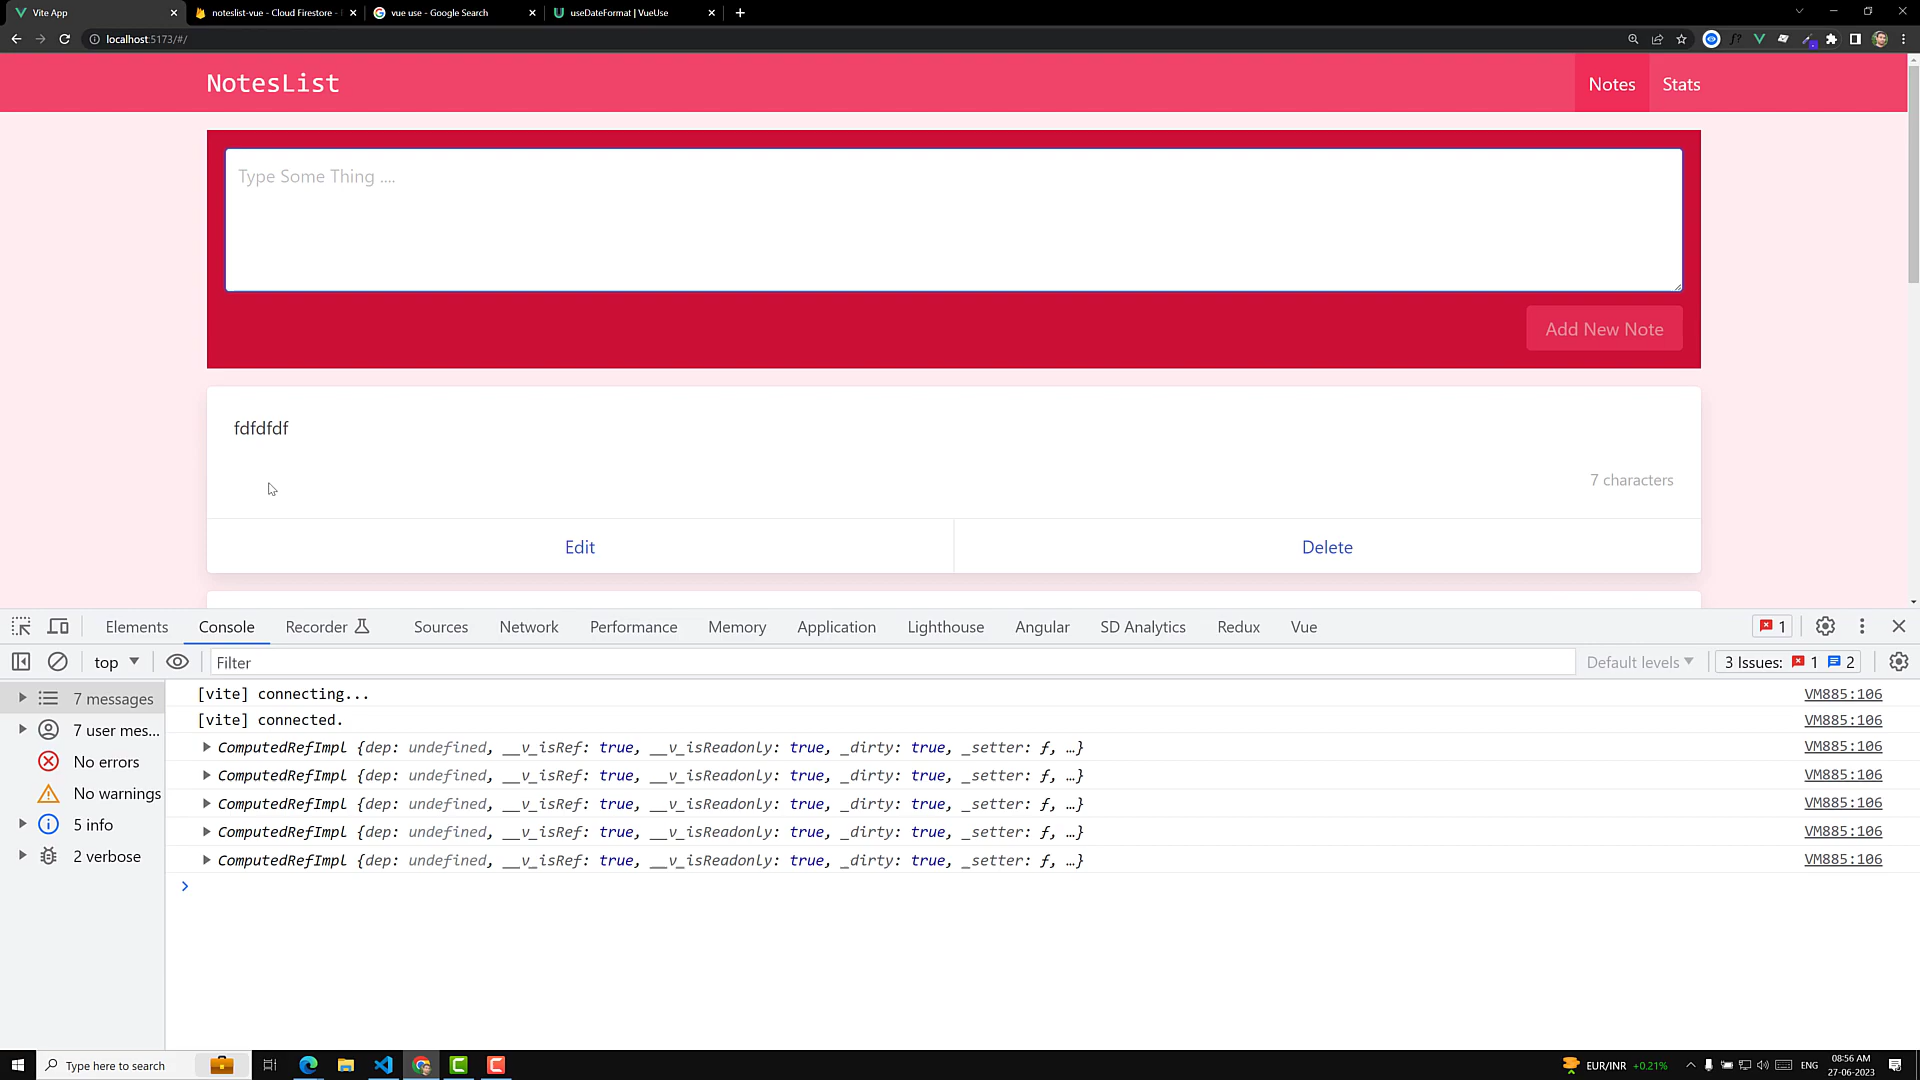 Vite App
noteslist-vue - Cloud Firestore -
vue use - Google Search
useDateFormat | VueUse
localhost:5173/#/
NotesList
Notes
Stats
Type Some Thing ....
Add New Note
fdfdfdf
7 characters
Edit
Delete
Elements
Console
Recorder
Sources
Network
Performance
Memory
Application
Lighthouse
Angular
SD Analytics
Redux
Vue
1
top
Filter
Default levels
3 Issues:
1
2
7 messages
7 user mes...
No errors
No warnings
5 info
2 verbose
[vite] connecting... VM885:106
[vite] connected. VM885:106
ComputedRefImpl {dep: undefined, __v_isRef: true, __v_isReadonly: true, _dirty: true, _setter: ƒ, …} VM885:106
ComputedRefImpl {dep: undefined, __v_isRef: true, __v_isReadonly: true, _dirty: true, _setter: ƒ, …} VM885:106
ComputedRefImpl {dep: undefined, __v_isRef: true, __v_isReadonly: true, _dirty: true, _setter: ƒ, …} VM885:106
ComputedRefImpl {dep: undefined, __v_isRef: true, __v_isReadonly: true, _dirty: true, _setter: ƒ, …} VM885:106
ComputedRefImpl {dep: undefined, __v_isRef: true, __v_isReadonly: true, _dirty: true, _setter: ƒ, …} VM885:106
Type here to search
EUR/INR +0.21%
ENG
08:56 AM
27-06-2023